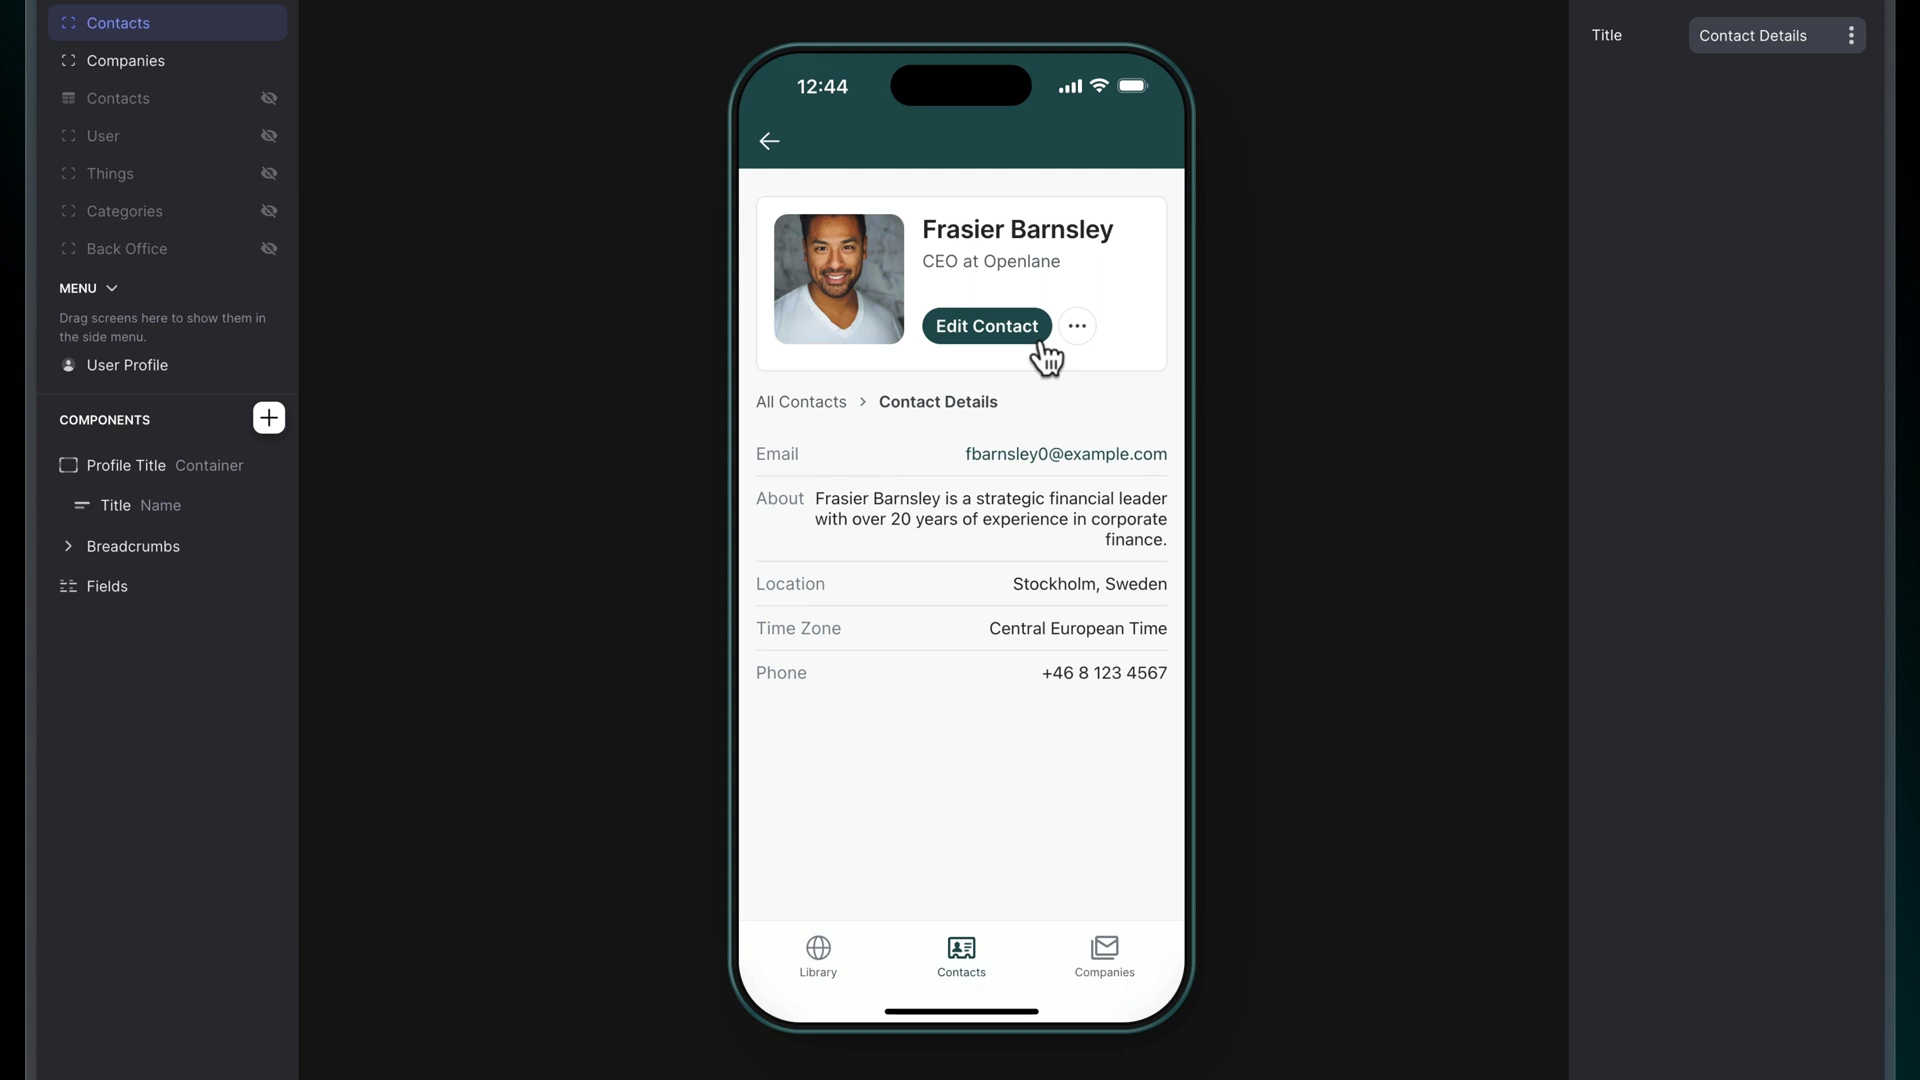 Contacts
Companies
Contacts
User
Things
Categories
Back Office
MENU
Drag screens here to show them in
the side menu.
User Profile
COMPONENTS
Profile Title Container
Title Name
Breadcrumbs
Fields
12:44
Frasier Barnsley
CEO at Openlane
Edit Contact
All Contacts > Contact Details
Email fbarnsley0@example.com
About Frasier Barnsley is a strategic financial leader
with over 20 years of experience in corporate
finance.
Location Stockholm, Sweden
Time Zone Central European Time
Phone +46 8 123 4567
Library Contacts Companies
Title Contact Details